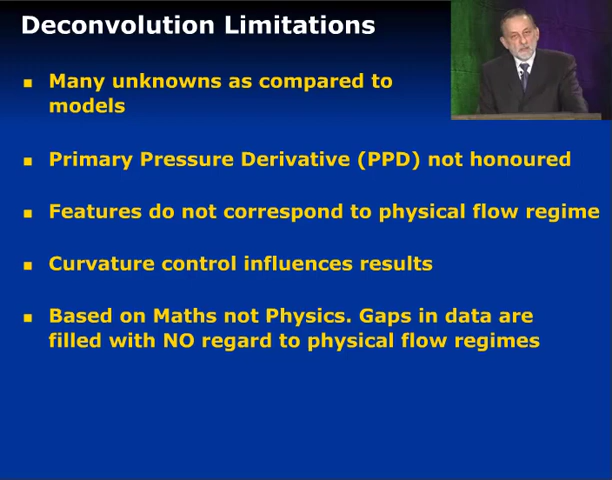 Deconvolution Limitations
Many unknowns as compared to
models
Primary Pressure Derivative (PPD) not honoured
Features do not correspond to physical flow regime
Curvature control influences results
Based on Maths not Physics. Gaps in data are
filled with NO regard to physical flow regimes